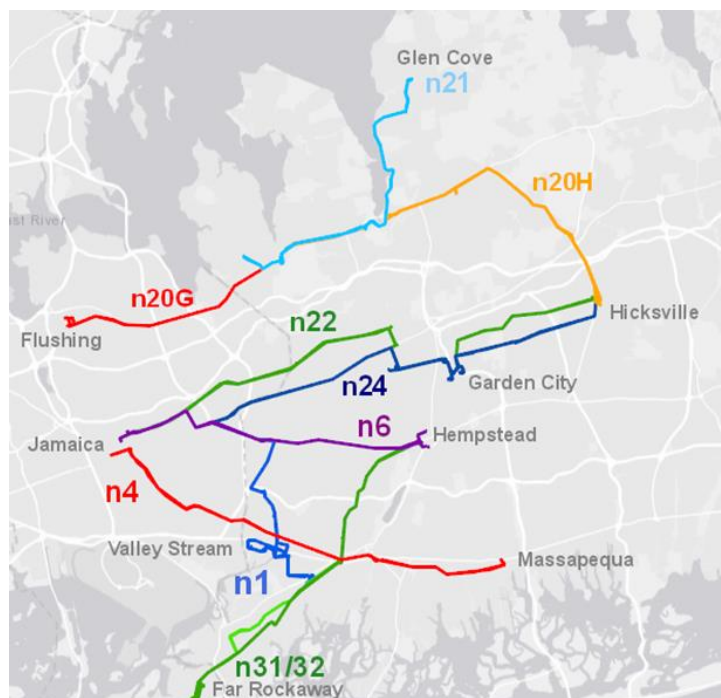 Glen Cove
n21
n20H
ast River
n20G
Flushing
n22
Hicksville
n24
Garden City
Jamaica
n6
Hempstead
n4
Valley Stream
n1
Massapequa
n31/32
Far Rockaway